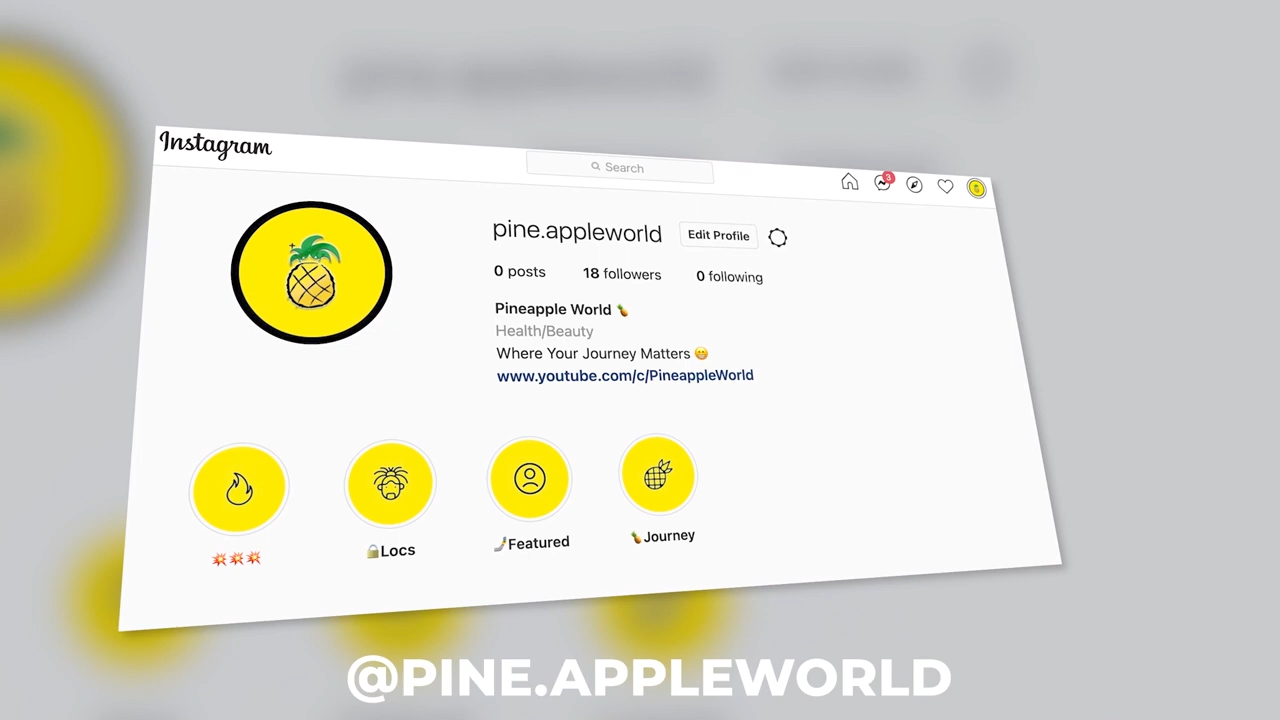 Instagram
Search
3
pine.appleworld
Edit Profile
0 posts 18 followers 0 following
Pineapple World 🍍
Health/Beauty
Where Your Journey Matters 😁
www.youtube.com/c/PineappleWorld
💥💥💥
🔒Locs
🤳Featured
🍍Journey
@PINE.APPLEWORLD